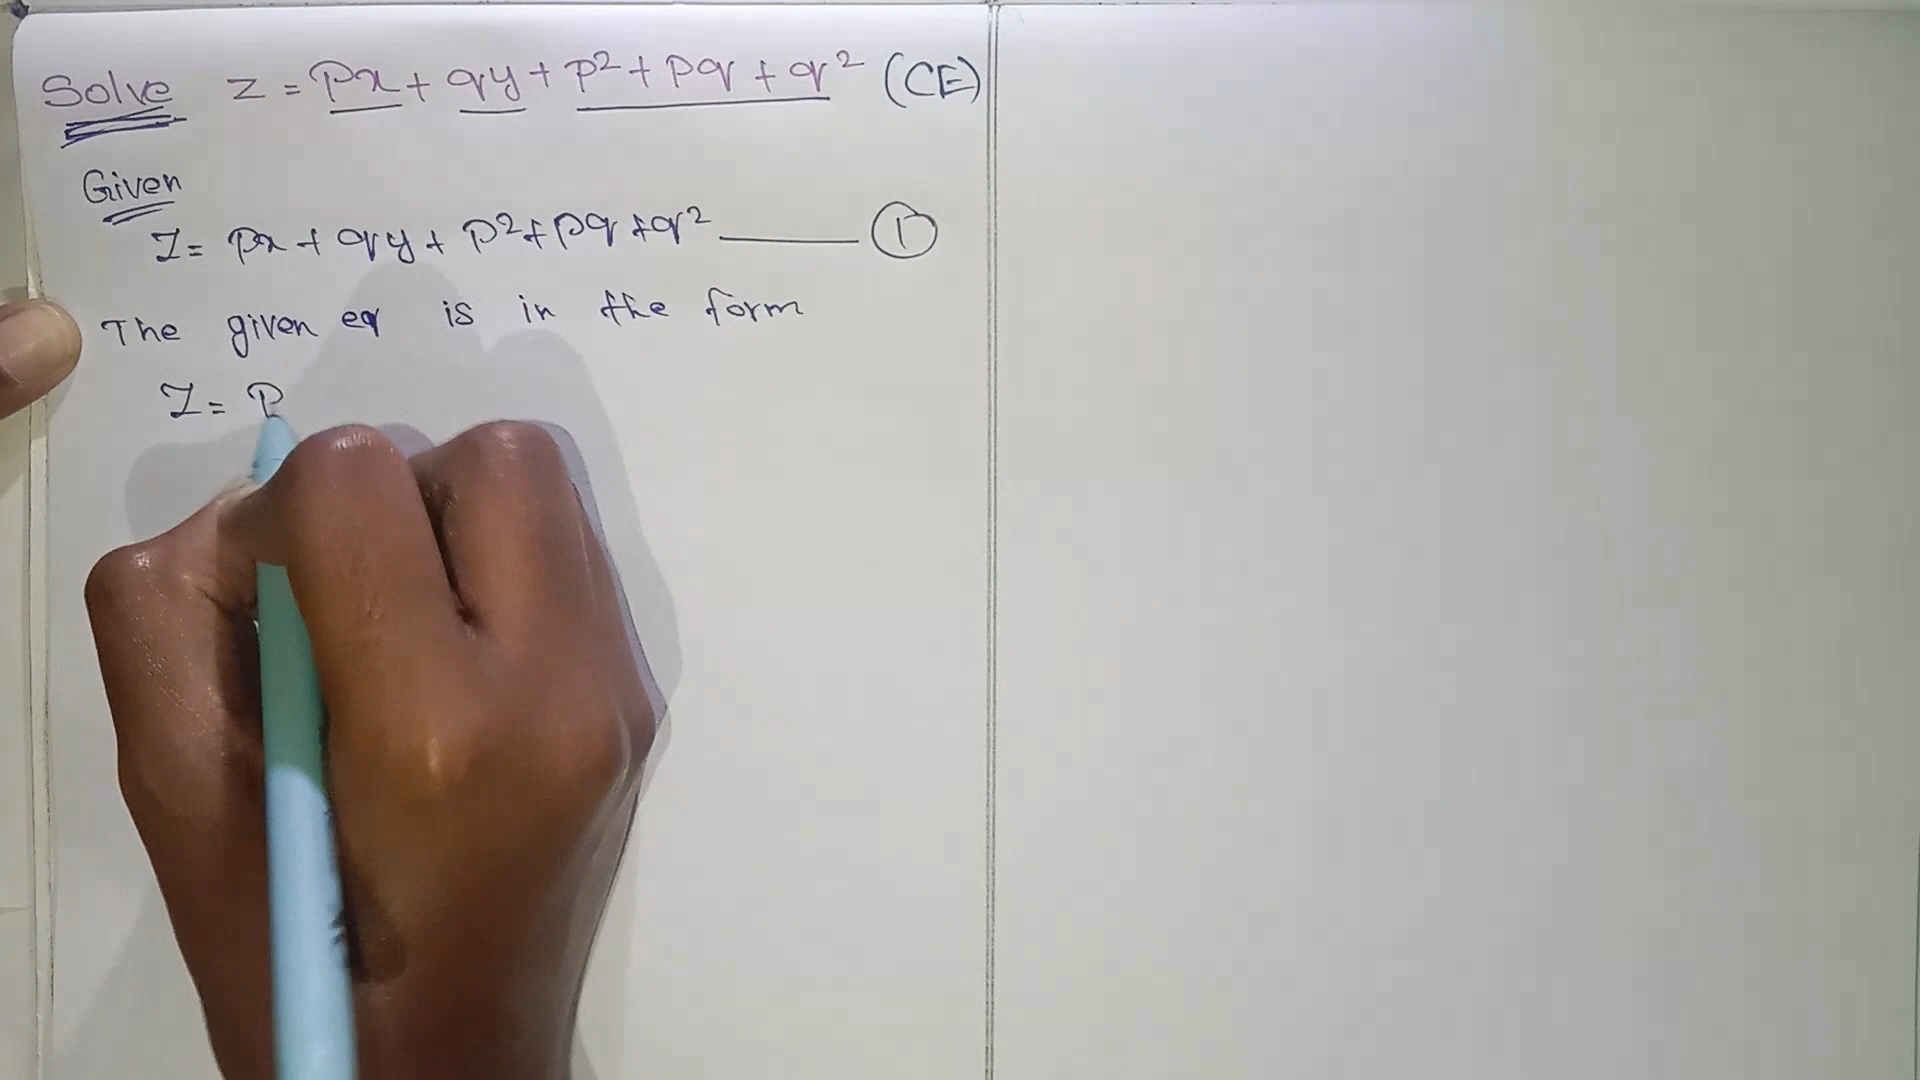 Solve z = px + qy + p² + pq + q² (CE)
Given
Z = px + qy + p² + pq + q² ——— ①
The given eq is in the form
Z = P